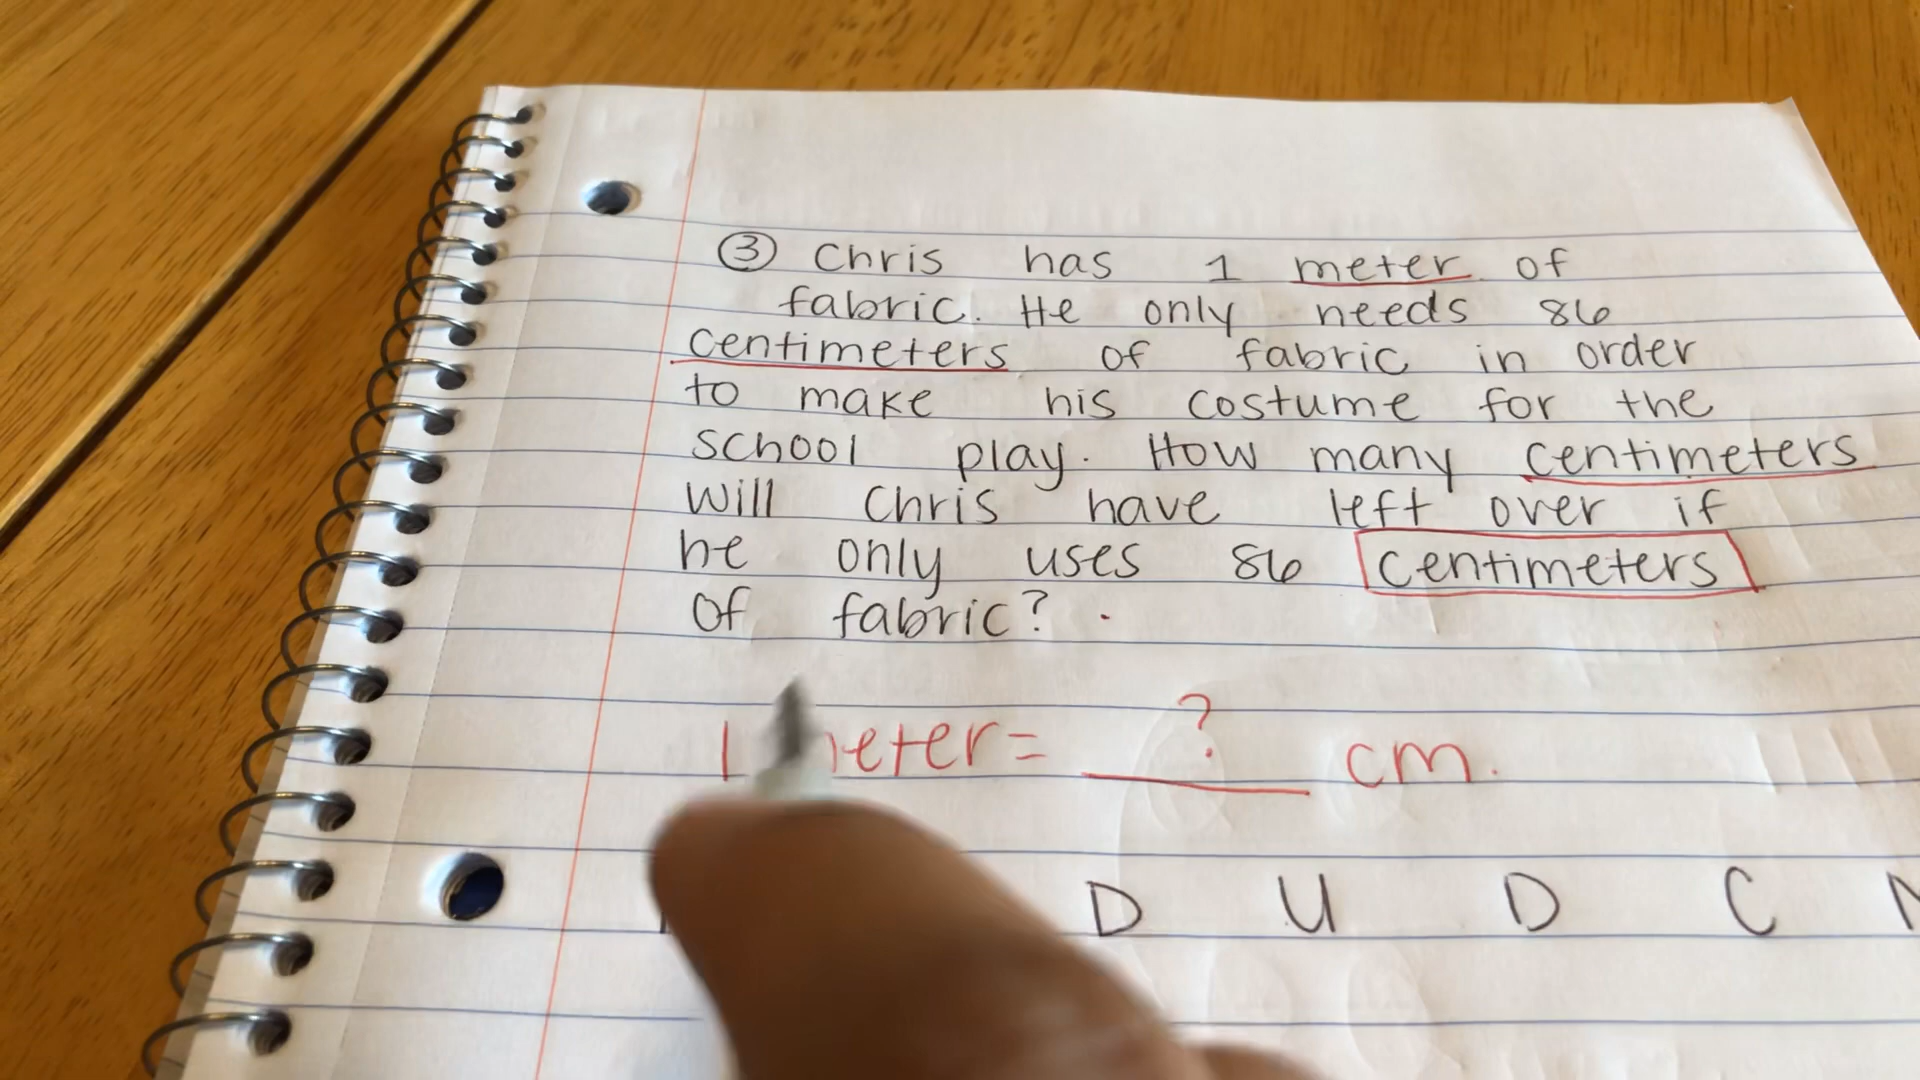 ③ Chris has 1 meter of
fabric. He only needs 86
centimeters of fabric in order
to make his costume for the
school play. How many centimeters
will Chris have left over if
he only uses 86 centimeters
of fabric?
1 meter = ? cm.
D U D C